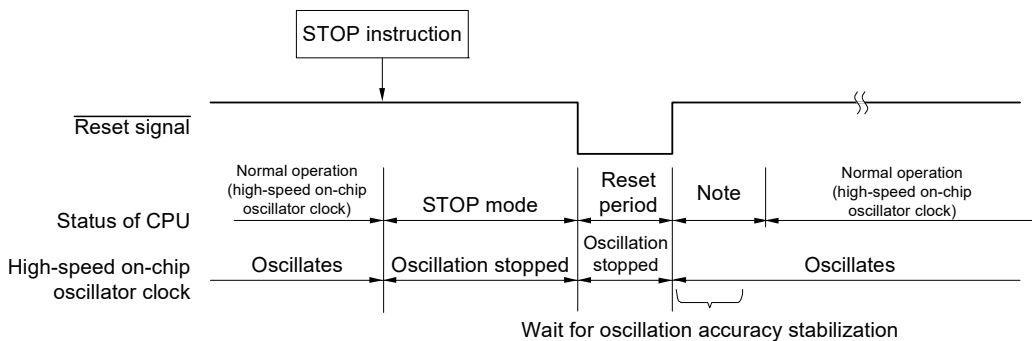 STOP instruction
Reset signal
Status of CPU
Normal operation
(high-speed on-chip
oscillator clock)
STOP mode
Reset
period
Note
Normal operation
(high-speed on-chip
oscillator clock)
High-speed on-chip
oscillator clock
Oscillates
Oscillation stopped
Oscillation
stopped
Oscillates
Wait for oscillation accuracy stabilization